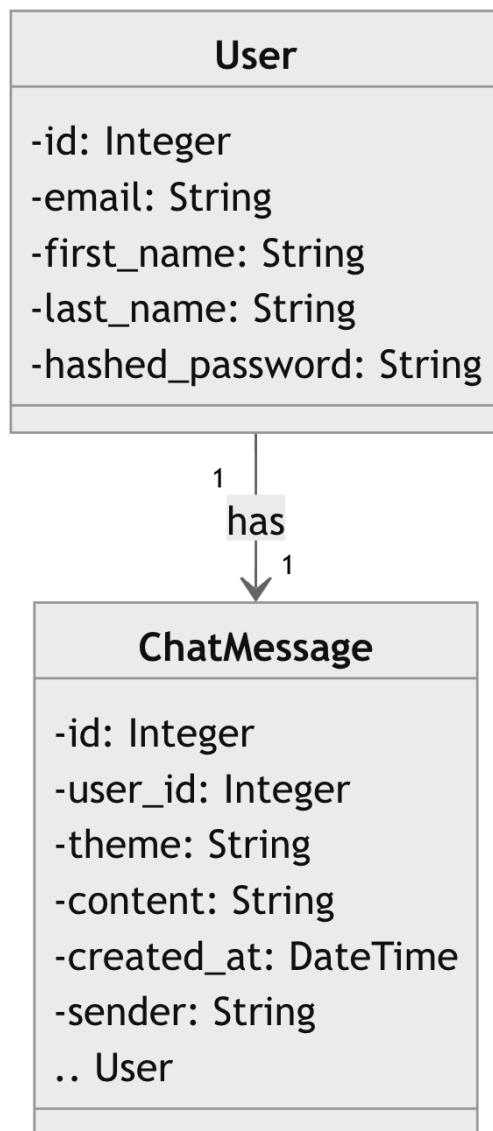 User
-id: Integer
-email: String
-first_name: String
-last_name: String
-hashed_password: String
1
has
1
ChatMessage
-id: Integer
-user_id: Integer
-theme: String
-content: String
-created_at: DateTime
-sender: String
.. User